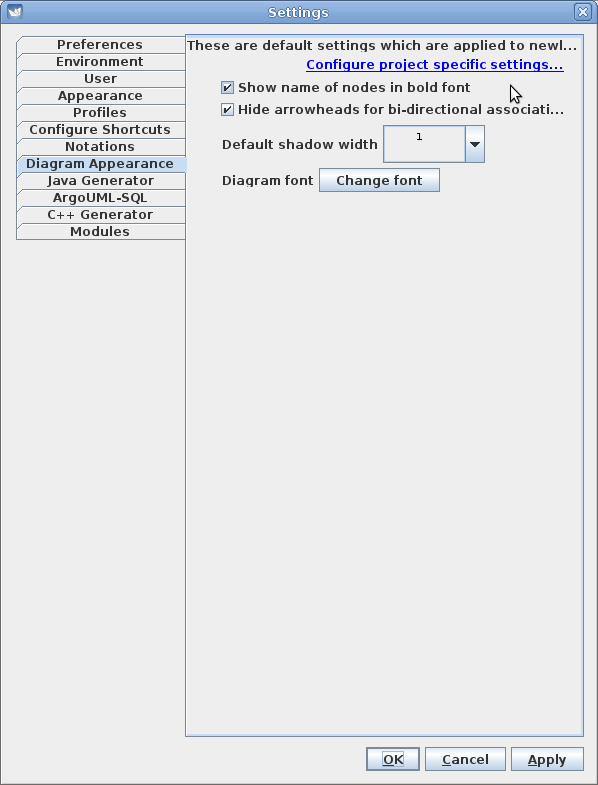 Settings
Preferences
Environment
User
Appearance
Profiles
Configure Shortcuts
Notations
Diagram Appearance
Java Generator
ArgoUML-SQL
C++ Generator
Modules
These are default settings which are applied to newl...
Configure project specific settings...
Show name of nodes in bold font
Hide arrowheads for bi-directional associati...
Default shadow width 1
Diagram font Change font
OK Cancel Apply